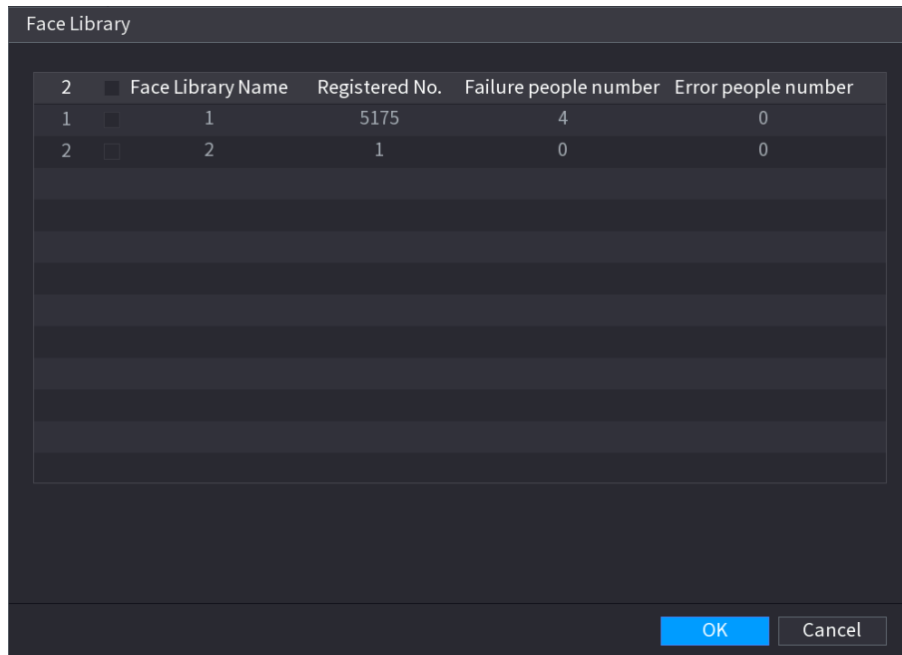 Face Library
2 Face Library Name Registered No. Failure people number Error people number
1 1 5175 4 0
2 2 1 0 0
OK Cancel